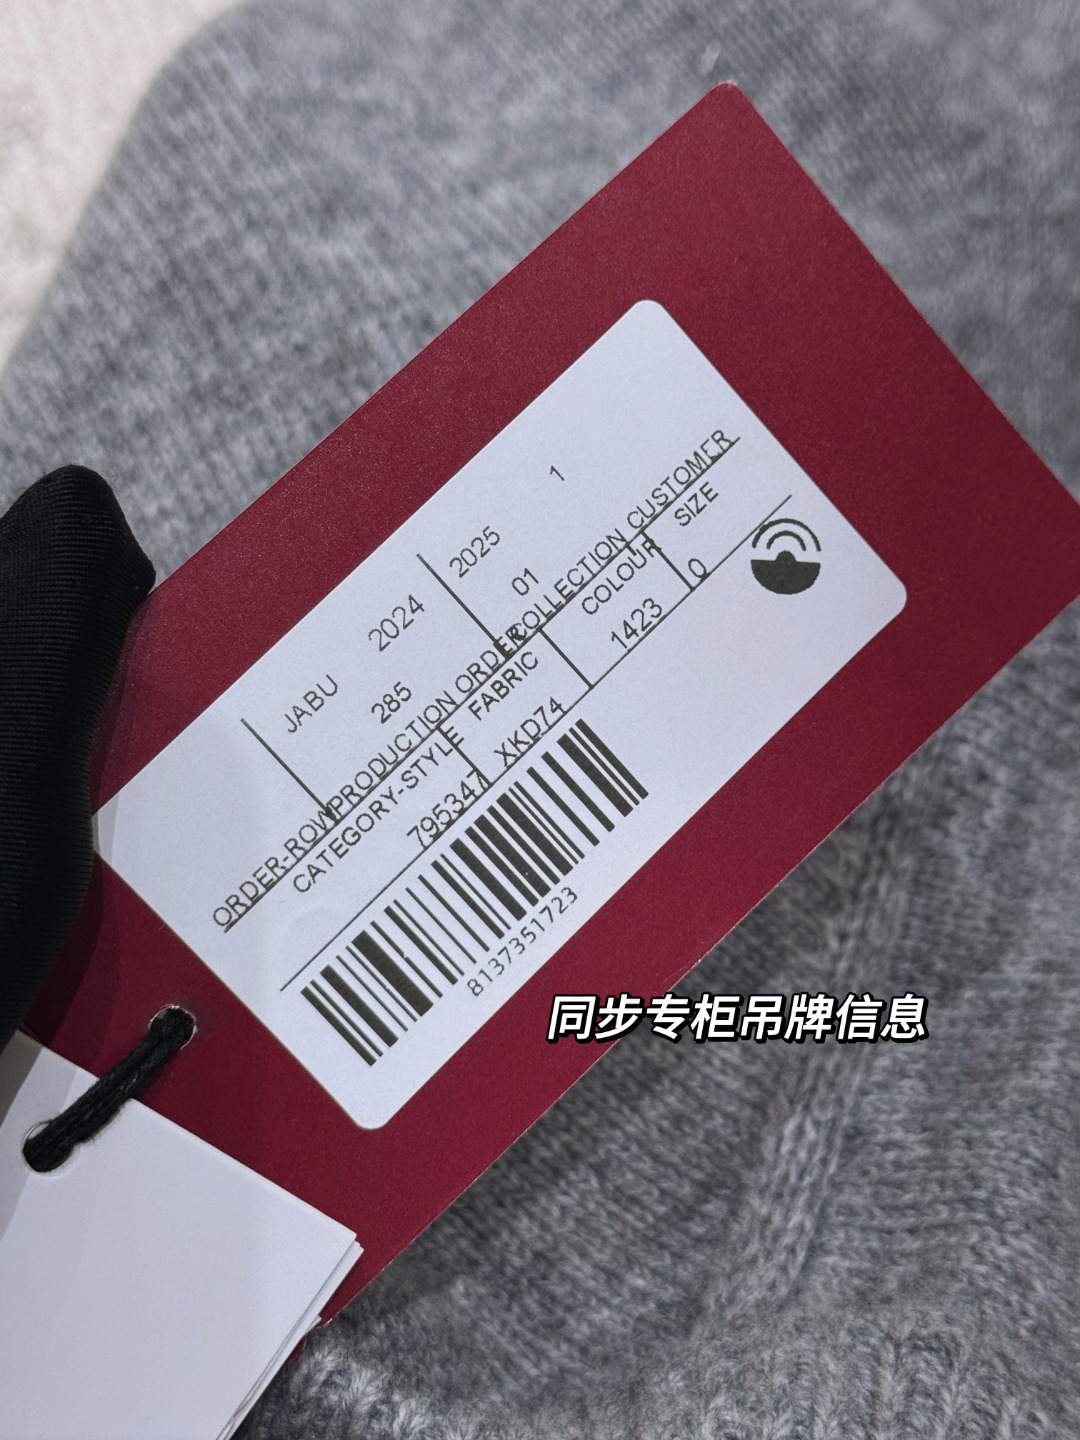 1
JABU 2024 2025
285 01
ORDER-ROW PRODUCTION ORDER COLLECTION CUSTOMER
CATEGORY-STYLE FABRIC COLOUR SIZE
795347 XKD74 1423 0
8137351723
同步专柜吊牌信息